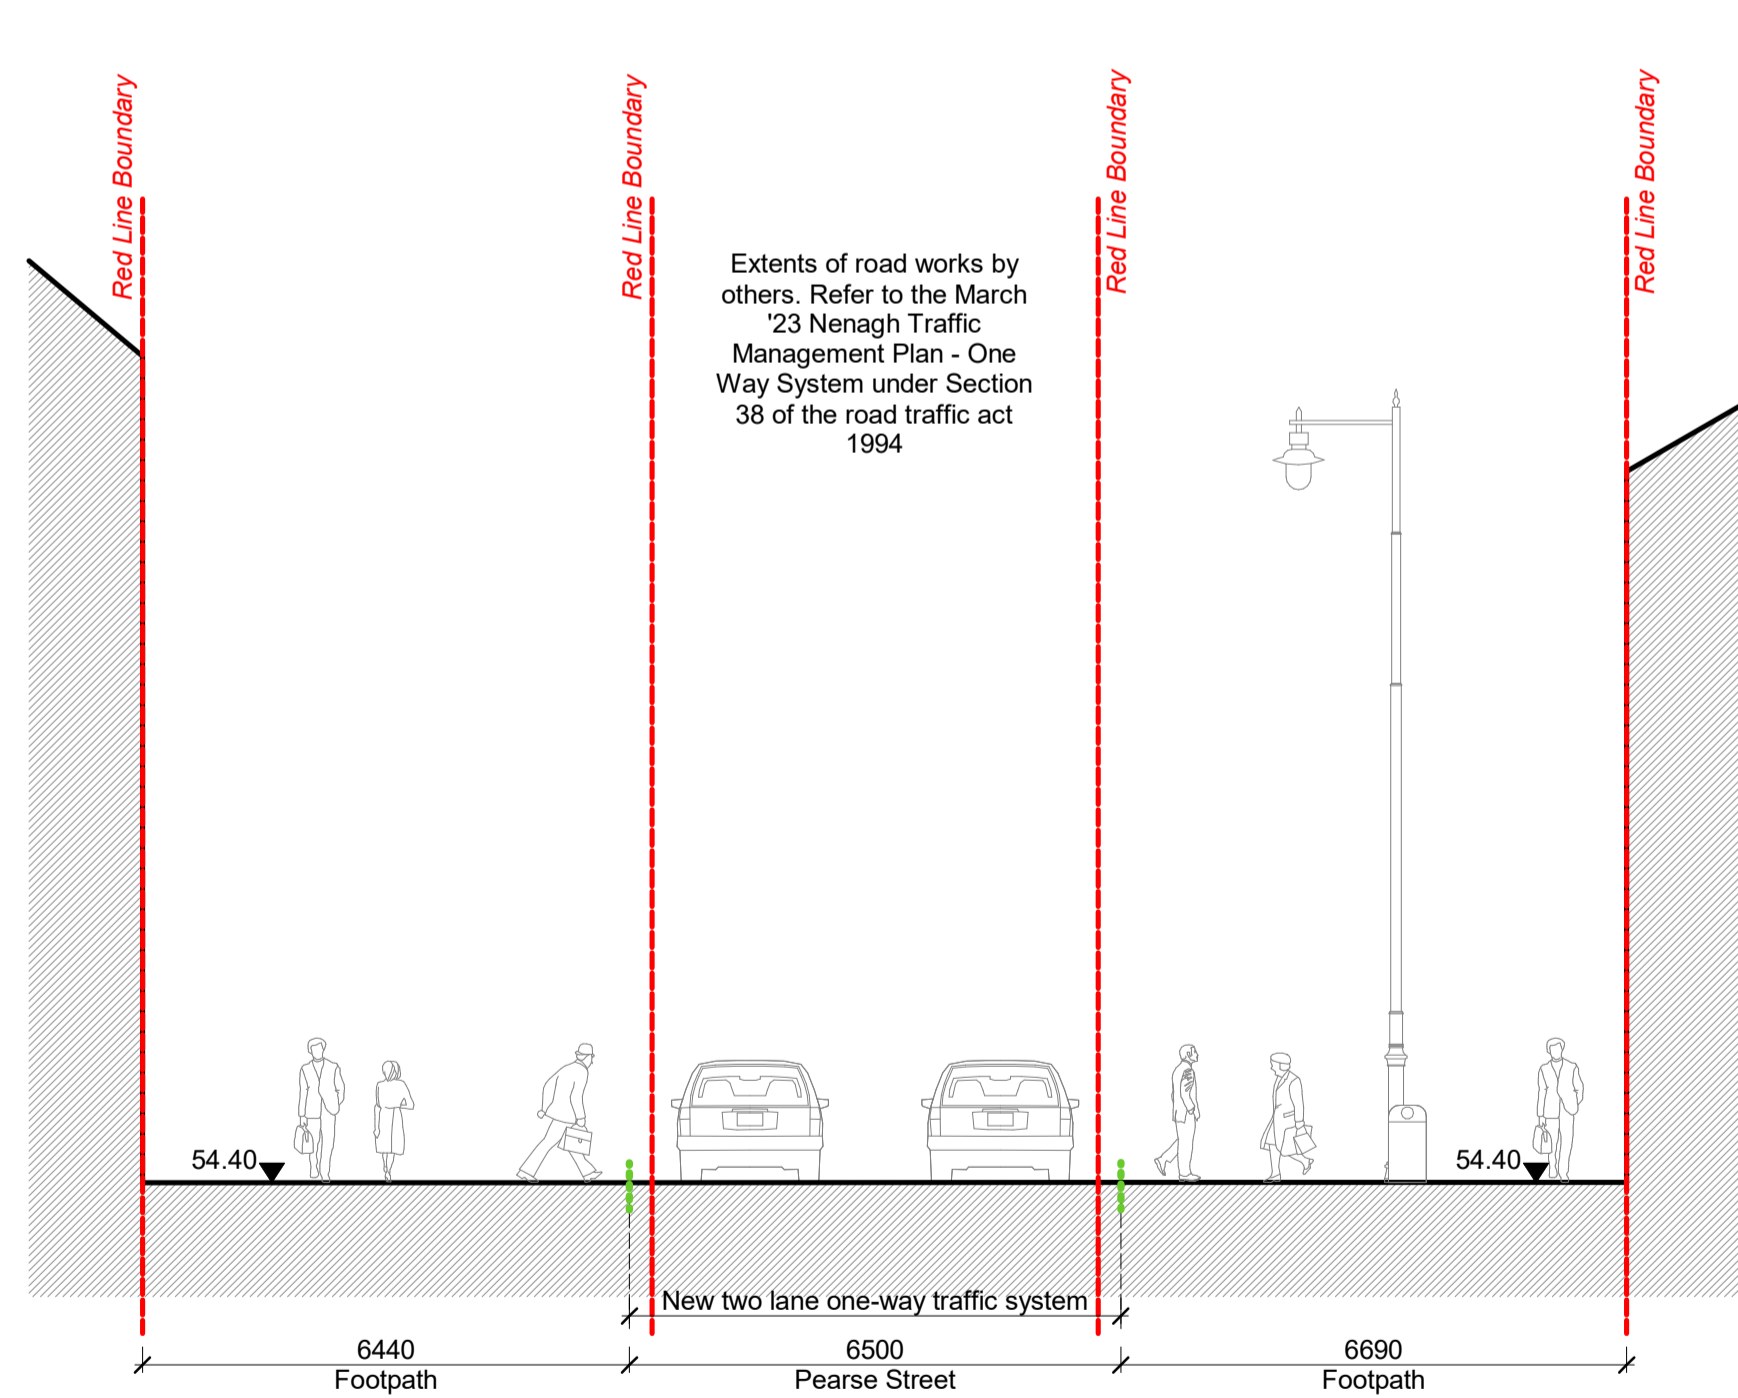 Red Line Boundary
Red Line Boundary
Red Line Boundary
Red Line Boundary
Extents of road works by
others. Refer to the March
'23 Nenagh Traffic
Management Plan - One
Way System under Section
38 of the road traffic act
1994
54.40
54.40
New two lane one-way traffic system
6440
Footpath
6500
Pearse Street
6690
Footpath